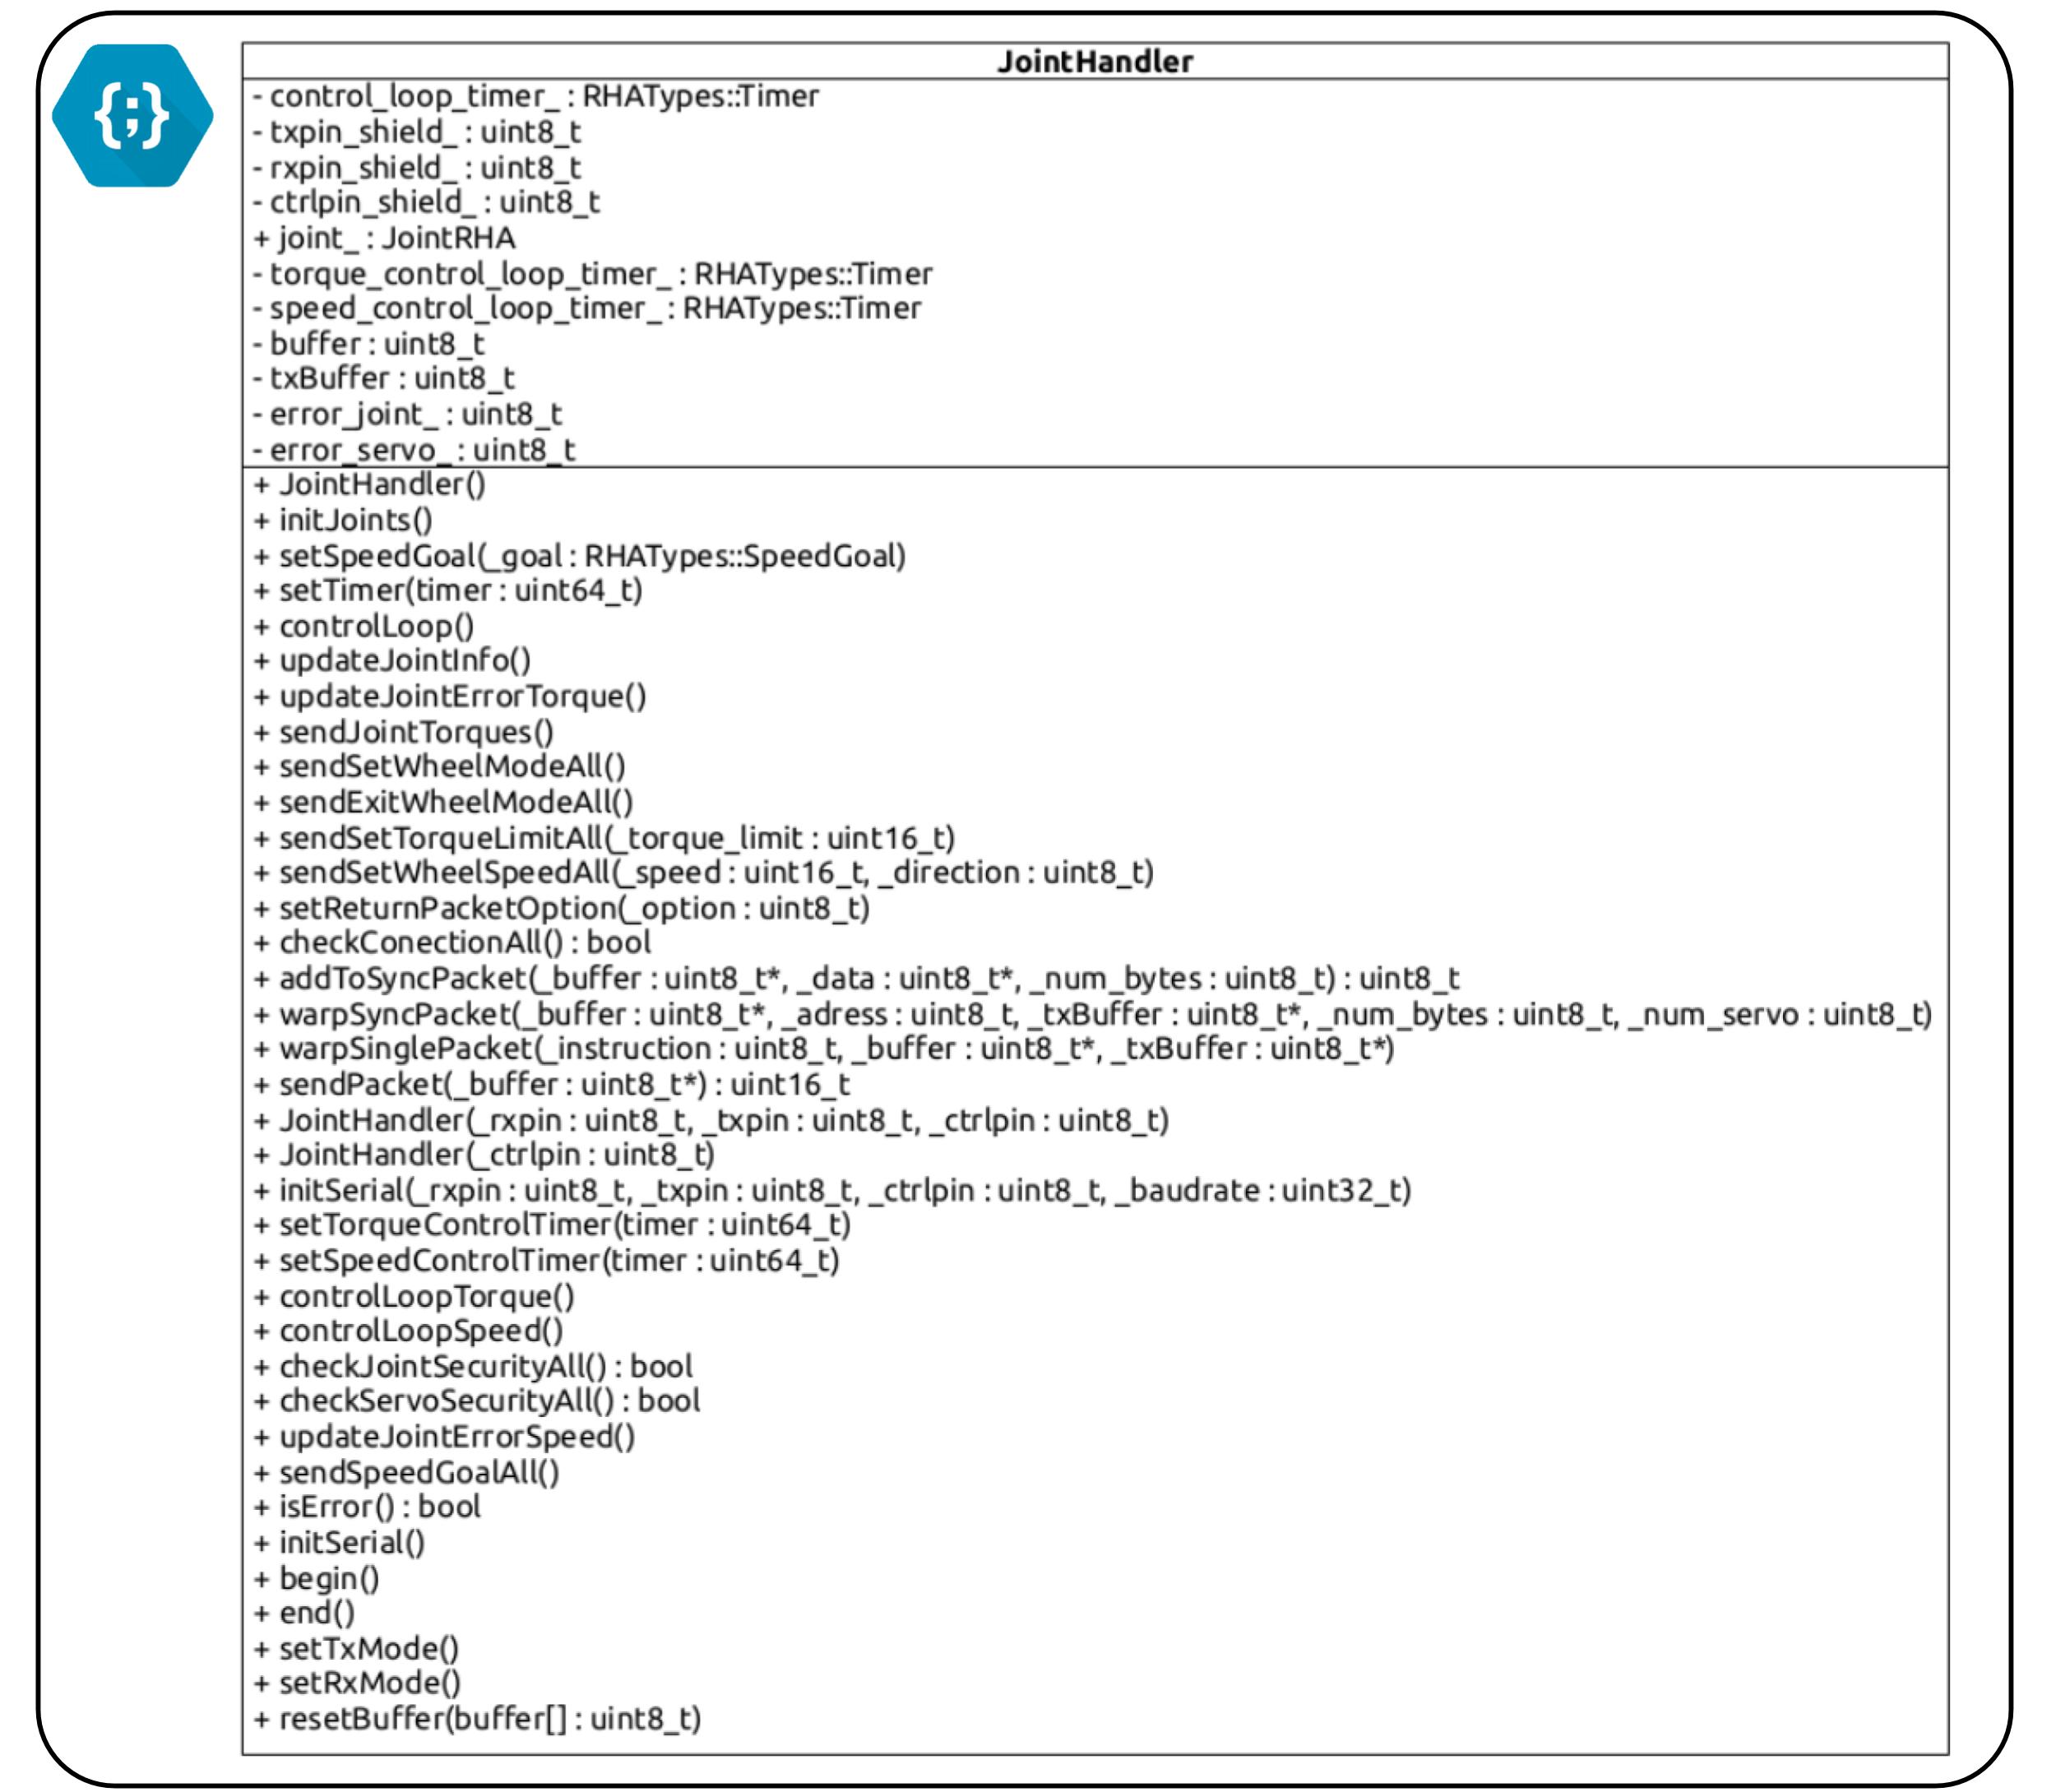 {;}
JointHandler
- control_loop_timer_ : RHATypes::Timer
- txpin_shield_ : uint8_t
- rxpin_shield_ : uint8_t
- ctrlpin_shield_ : uint8_t
+ joint_ : JointRHA
- torque_control_loop_timer_ : RHATypes::Timer
- speed_control_loop_timer_ : RHATypes::Timer
- buffer : uint8_t
- txBuffer : uint8_t
- error_joint_ : uint8_t
- error_servo_ : uint8_t
+ JointHandler()
+ initJoints()
+ setSpeedGoal(_goal : RHATypes::SpeedGoal)
+ setTimer(timer : uint64_t)
+ controlLoop()
+ updateJointInfo()
+ updateJointErrorTorque()
+ sendJointTorques()
+ sendSetWheelModeAll()
+ sendExitWheelModeAll()
+ sendSetTorqueLimitAll(_torque_limit : uint16_t)
+ sendSetWheelSpeedAll(_speed : uint16_t, _direction : uint8_t)
+ setReturnPacketOption(_option : uint8_t)
+ checkConectionAll() : bool
+ addToSyncPacket(_buffer : uint8_t*, _data : uint8_t*, _num_bytes : uint8_t) : uint8_t
+ warpSyncPacket(_buffer : uint8_t*, _adress : uint8_t, _txBuffer : uint8_t*, _num_bytes : uint8_t, _num_servo : uint8_t)
+ warpSinglePacket(_instruction : uint8_t, _buffer : uint8_t*, _txBuffer : uint8_t*)
+ sendPacket(_buffer : uint8_t*) : uint16_t
+ JointHandler(_rxpin : uint8_t, _txpin : uint8_t, _ctrlpin : uint8_t)
+ JointHandler(_ctrlpin : uint8_t)
+ initSerial(_rxpin : uint8_t, _txpin : uint8_t, _ctrlpin : uint8_t, _baudrate : uint32_t)
+ setTorqueControlTimer(timer : uint64_t)
+ setSpeedControlTimer(timer : uint64_t)
+ controlLoopTorque()
+ controlLoopSpeed()
+ checkJointSecurityAll() : bool
+ checkServoSecurityAll() : bool
+ updateJointErrorSpeed()
+ sendSpeedGoalAll()
+ isError() : bool
+ initSerial()
+ begin()
+ end()
+ setTxMode()
+ setRxMode()
+ resetBuffer(buffer[] : uint8_t)